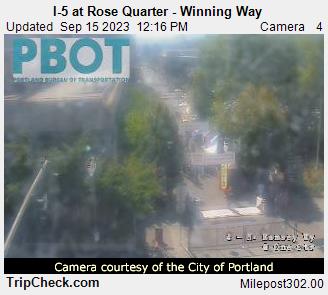 I-5 at Rose Quarter - Winning Way
Updated Sep 15 2023 12:16 PM Camera 4
PBOT
PORTLAND BUREAU OF TRANSPORTATION
Camera courtesy of the City of Portland
TripCheck.com Milepost302.00